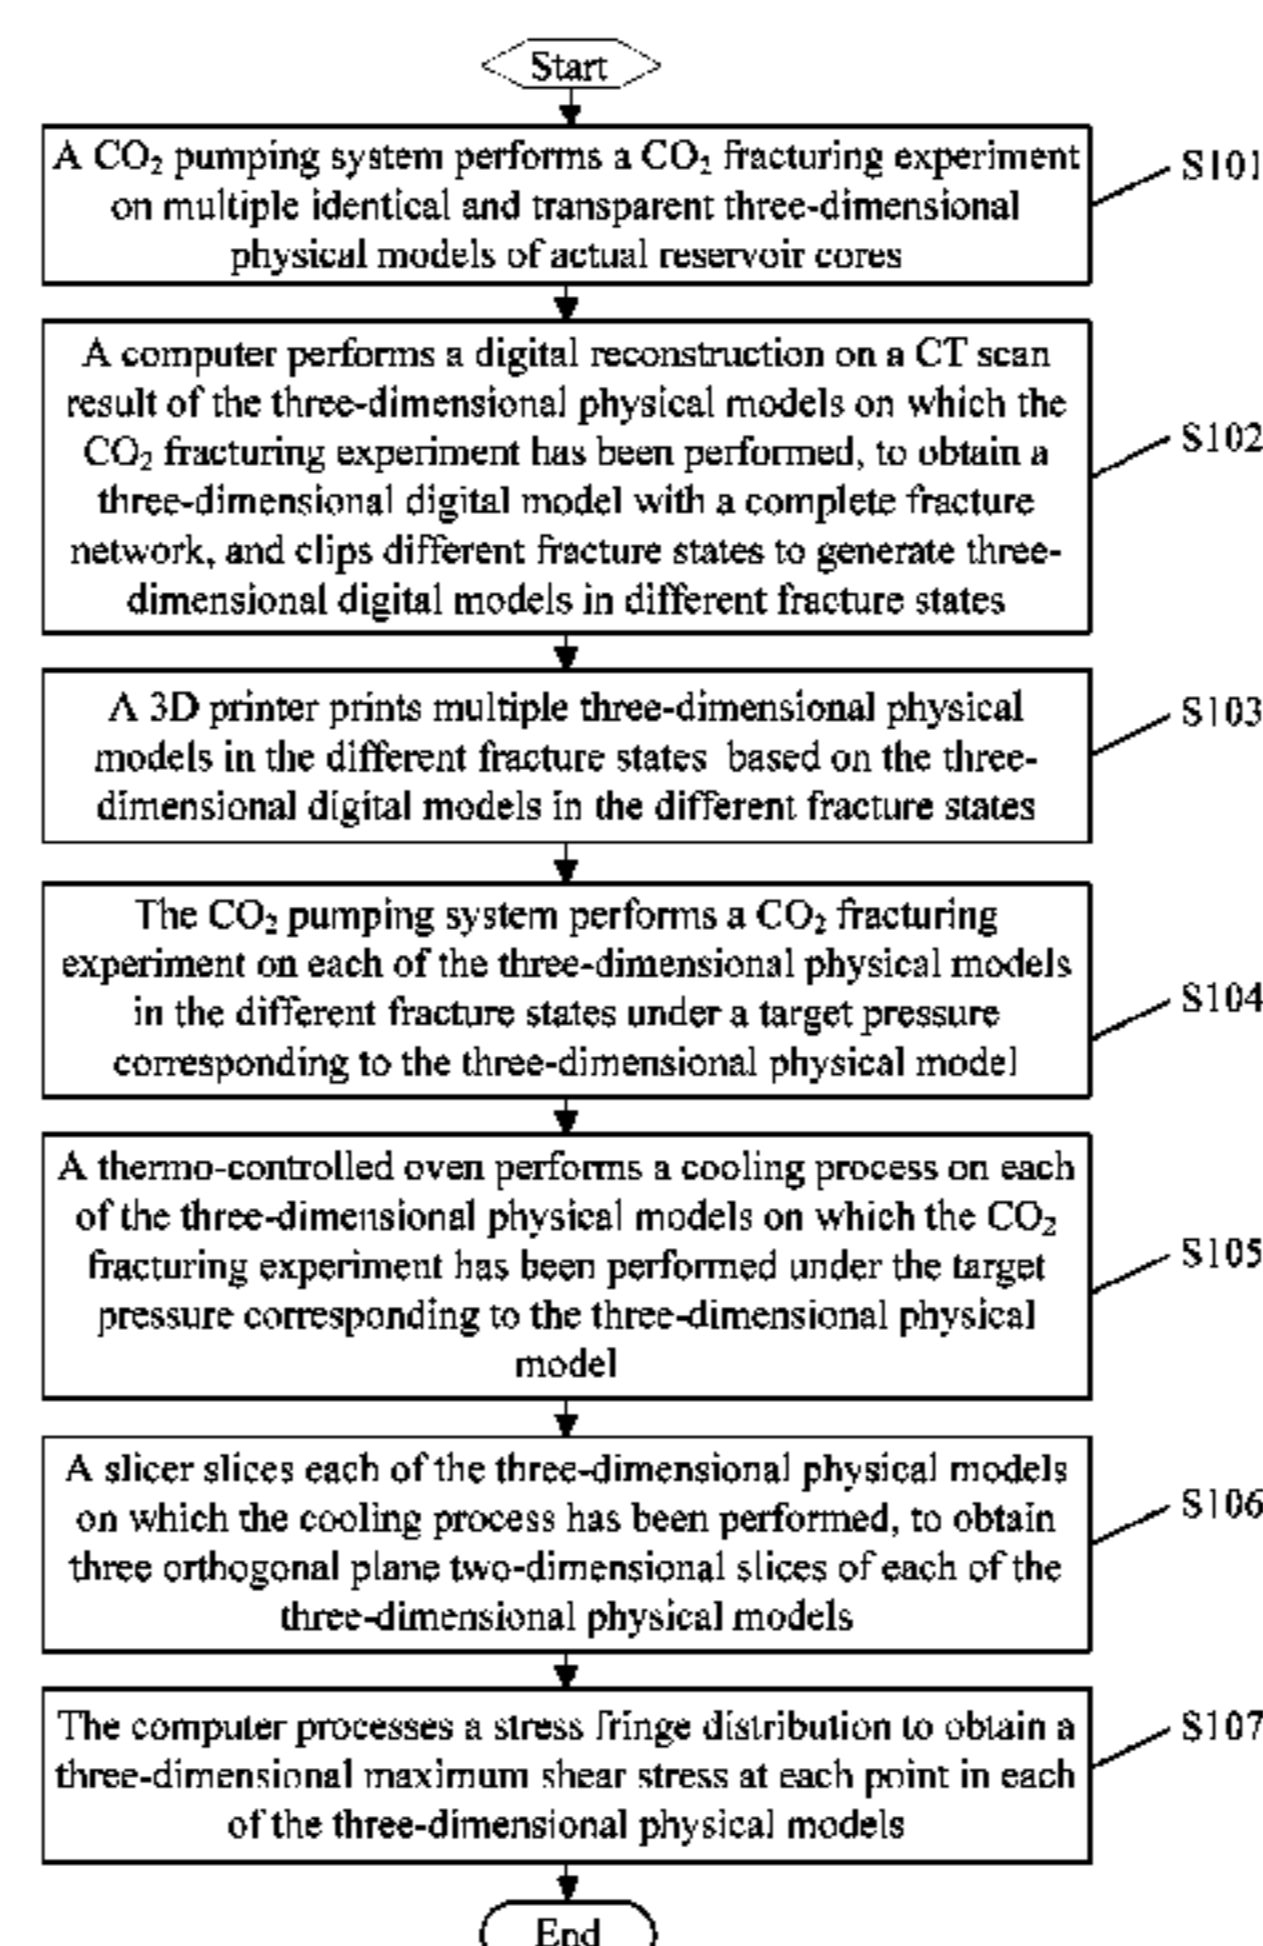 Start
A CO₂ pumping system performs a CO₂ fracturing experiment
on multiple identical and transparent three-dimensional
physical models of actual reservoir cores
S101
A computer performs a digital reconstruction on a CT scan
result of the three-dimensional physical models on which the
CO₂ fracturing experiment has been performed, to obtain a
three-dimensional digital model with a complete fracture
network, and clips different fracture states to generate three-
dimensional digital models in different fracture states
S102
A 3D printer prints multiple three-dimensional physical
models in the different fracture states based on the three-
dimensional digital models in the different fracture states
S103
The CO₂ pumping system performs a CO₂ fracturing
experiment on each of the three-dimensional physical models
in the different fracture states under a target pressure
corresponding to the three-dimensional physical model
S104
A thermo-controlled oven performs a cooling process on each
of the three-dimensional physical models on which the CO₂
fracturing experiment has been performed under the target
pressure corresponding to the three-dimensional physical
model
S105
A slicer slices each of the three-dimensional physical models
on which the cooling process has been performed, to obtain
three orthogonal plane two-dimensional slices of each of the
three-dimensional physical models
S106
The computer processes a stress fringe distribution to obtain a
three-dimensional maximum shear stress at each point in each
of the three-dimensional physical models
S107
End